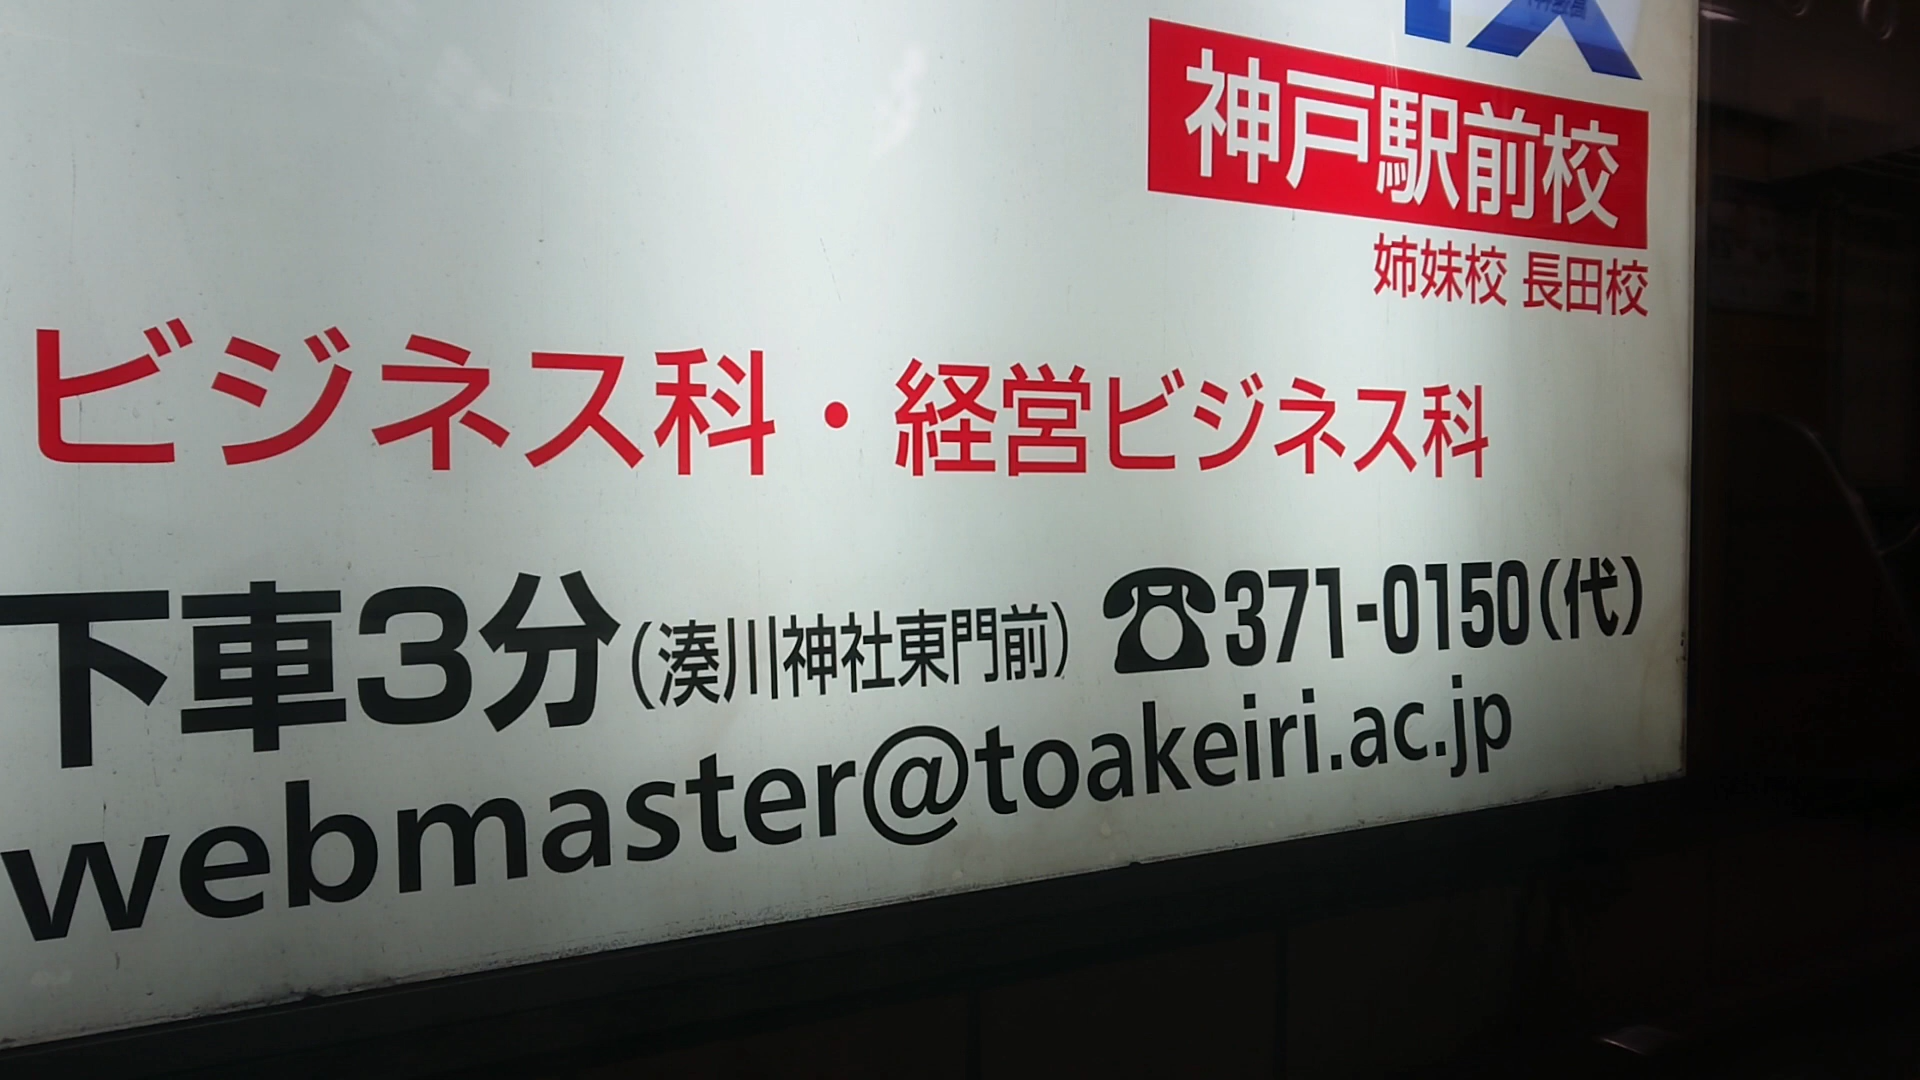 神戸駅前校
姉妹校 長田校
ビジネス科・経営ビジネス科
下車3分(湊川神社東門前) ☎371-0150(代)
webmaster@toakeiri.ac.jp